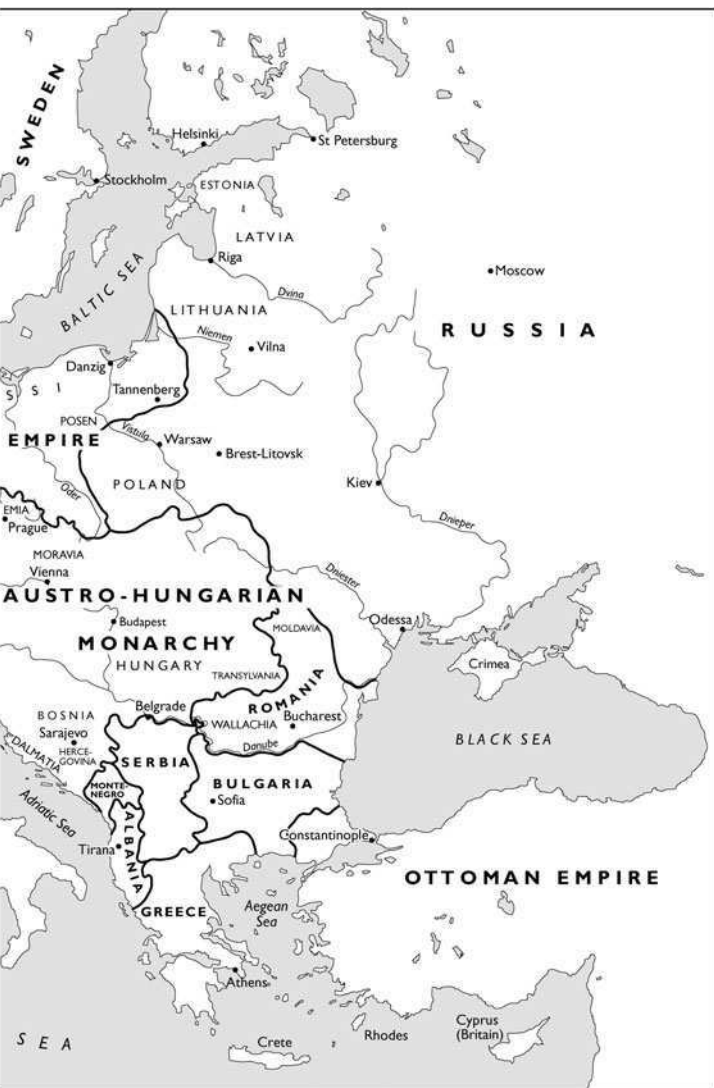 SWEDEN
Helsinki
St Petersburg
Stockholm
ESTONIA
LATVIA
Riga
BALTIC SEA
Moscow
Dvina
LITHUANIA
RUSSIA
Niemen
Vilna
Danzig
SSI
Tannenberg
POSEN
EMPIRE
Vistula
Warsaw
Brest-Litovsk
POLAND
Kiev
Oder
EMIA
Prague
Dnieper
MORAVIA
Vienna
Dniester
AUSTRO-HUNGARIAN
Budapest
MOLDAVIA
Odessa
MONARCHY
HUNGARY
Crimea
TRANSYLVANIA
ROMANIA
Belgrade
BOSNIA
WALLACHIA
Bucharest
Sarajevo
BLACK SEA
DALMATIA
HERCE-
GOVINA
Danube
SERBIA
BULGARIA
MONTE-
NEGRO
Sofia
Adriatic Sea
ALBANIA
Constantinople
Tirana
OTTOMAN EMPIRE
GREECE
Aegean
Sea
Athens
Cyprus
(Britain)
SEA
Crete
Rhodes